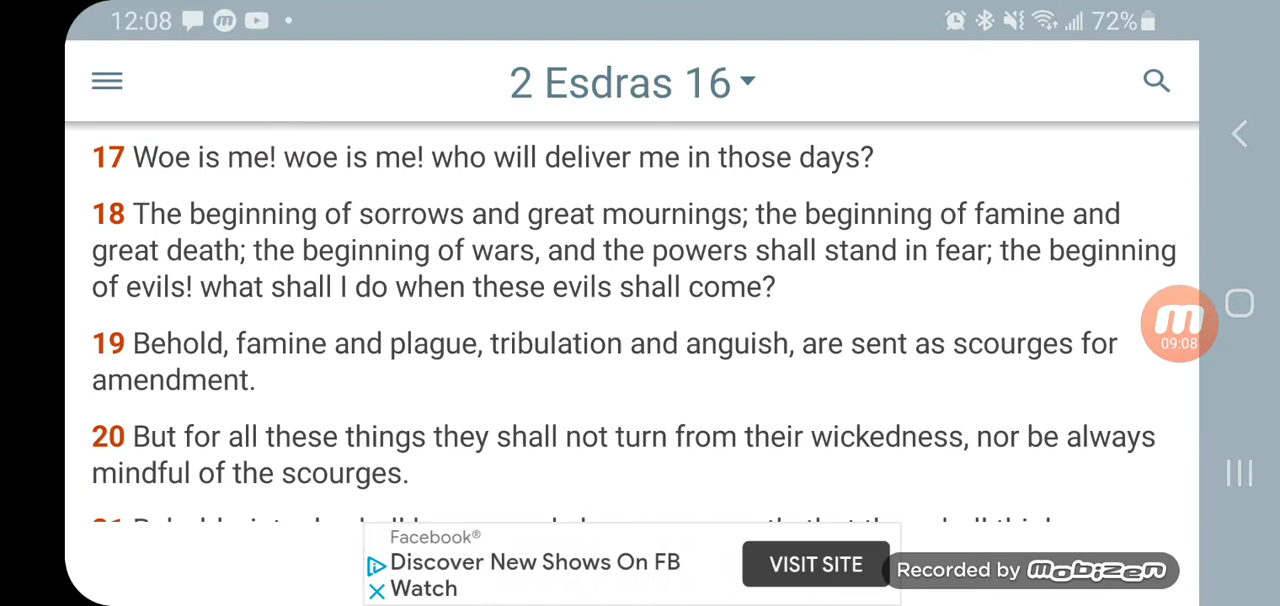 12:08
72%
2 Esdras 16
17 Woe is me! woe is me! who will deliver me in those days?
18 The beginning of sorrows and great mournings; the beginning of famine and
great death; the beginning of wars, and the powers shall stand in fear; the beginning
of evils! what shall I do when these evils shall come?
09:08
19 Behold, famine and plague, tribulation and anguish, are sent as scourges for
amendment.
20 But for all these things they shall not turn from their wickedness, nor be always
mindful of the scourges.
Facebook®
Discover New Shows On FB
Watch
VISIT SITE
Recorded by mobizen